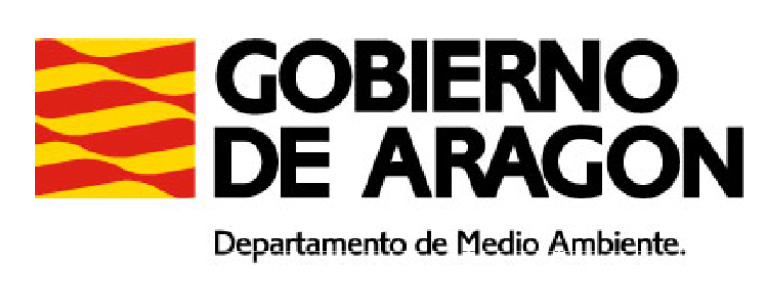 GOBIERNO
DE ARAGON
Departamento de Medio Ambiente.